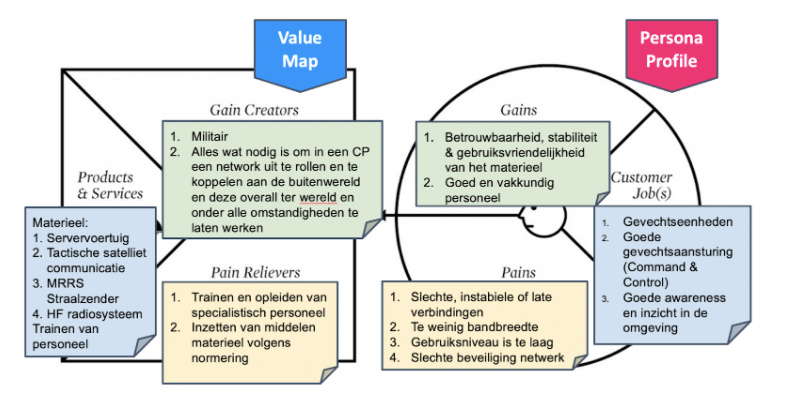 Value
Map
Persona
Profile
Gain Creators
1. Militair
2. Alles wat nodig is om in een CP
een network uit te rollen en te
koppelen aan de buitenwereld
en deze overall ter wereld en
onder alle omstandigheden te
laten werken
Products
& Services
Materieel:
1. Servervoertuig
2. Tactische satelliet
communicatie
3. MRRS
Straalzender
4. HF radiosysteem
Trainen van
personeel
Pain Relievers
1. Trainen en opleiden van
specialistisch personeel
2. Inzetten van middelen
materieel volgens
normering
Gains
1. Betrouwbaarheid, stabiliteit
& gebruiksvriendelijkheid
van het materieel
2. Goed en vakkundig
personeel
Customer
Job(s)
1. Gevechtseenheden
2. Goede
gevechtsaansturing
(Command &
Control)
3. Goede awareness
en inzicht in de
omgeving
Pains
1. Slechte, instabiele of late
verbindingen
2. Te weinig bandbreedte
3. Gebruiksniveau is te laag
4. Slechte beveiliging netwerk